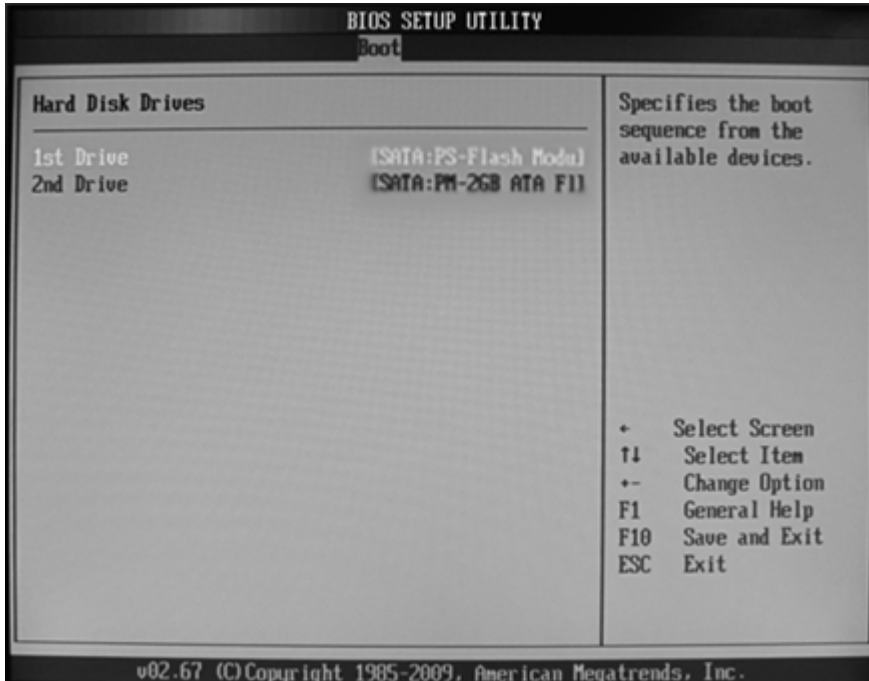 BIOS SETUP UTILITY
Boot
Hard Disk Drives
1st Drive [SATA:PS-Flash Modu]
2nd Drive [SATA:PM-2GB ATA Fl]
Specifies the boot
sequence from the
available devices.
← Select Screen
↑↓ Select Item
+- Change Option
F1 General Help
F10 Save and Exit
ESC Exit
v02.67 (C)Copyright 1985-2009, American Megatrends, Inc.